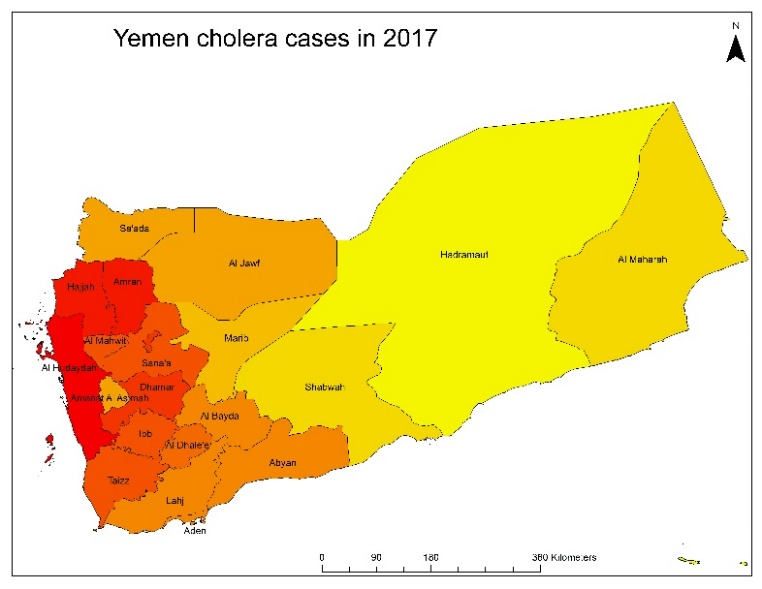 Yemen cholera cases in 2017
N
Sa'ada
Al Jawf
Hadramaut
Al Maharah
Hajjah
Amran
Marib
Al Mahwit
Sana'a
Al Hudaydah
Dhamar
Amanat Al Asimah
Shabwah
Al Bayda
Ibb
Al Dhale'e
Abyan
Taizz
Lahj
Aden
0 90 180 360 Kilometers